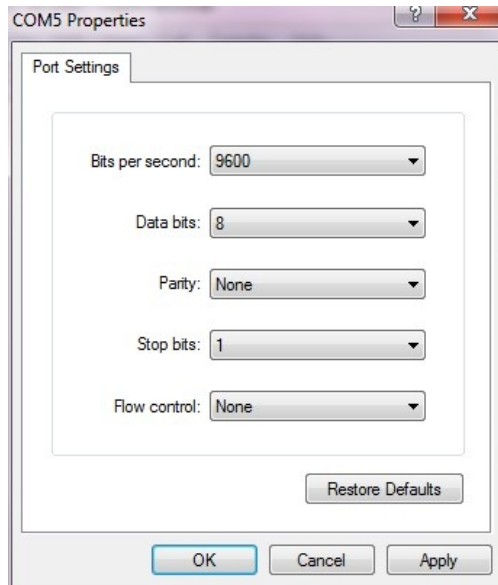 COM5 Properties
Port Settings
Bits per second: 9600
Data bits: 8
Parity: None
Stop bits: 1
Flow control: None
Restore Defaults
OK Cancel Apply